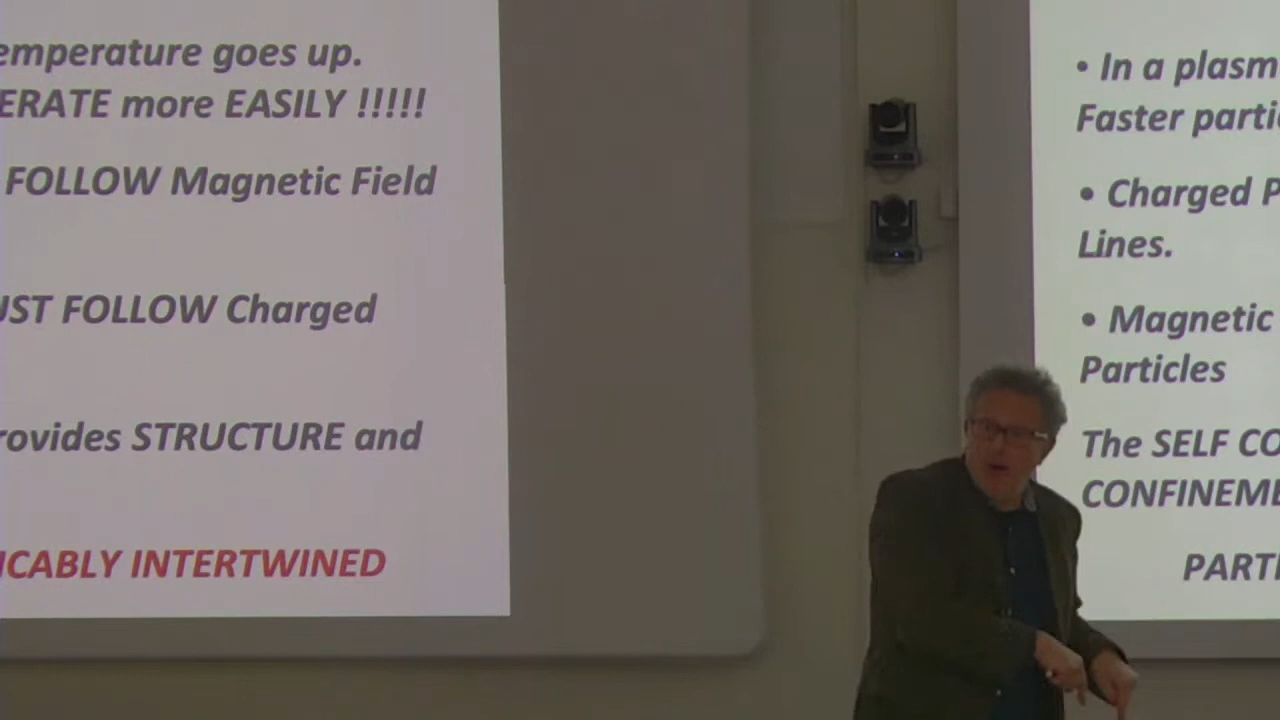 emperature goes up.
ERATE more EASILY !!!!!
FOLLOW Magnetic Field
UST FOLLOW Charged
rovides STRUCTURE and
ICABLY INTERTWINED
• In a plasm
Faster parti
• Charged P
Lines.
• Magnetic
Particles
The SELF CO
CONFINEME
PARTI